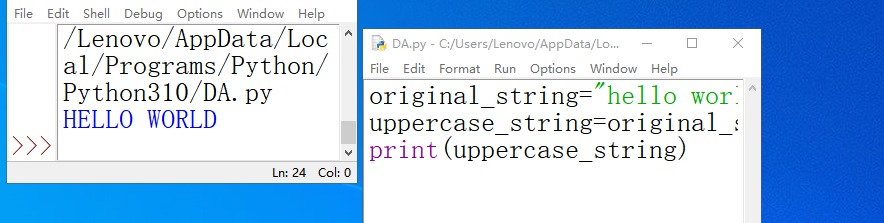 File Edit Shell Debug Options Window Help
/Lenovo/AppData/Loc
al/Programs/Python/
Python310/DA.py
HELLO WORLD
>>>
Ln: 24 Col: 0
DA.py - C:/Users/Lenovo/AppData/Lo...
File Edit Format Run Options Window Help
original_string="hello worl
uppercase_string=original_s
print(uppercase_string)